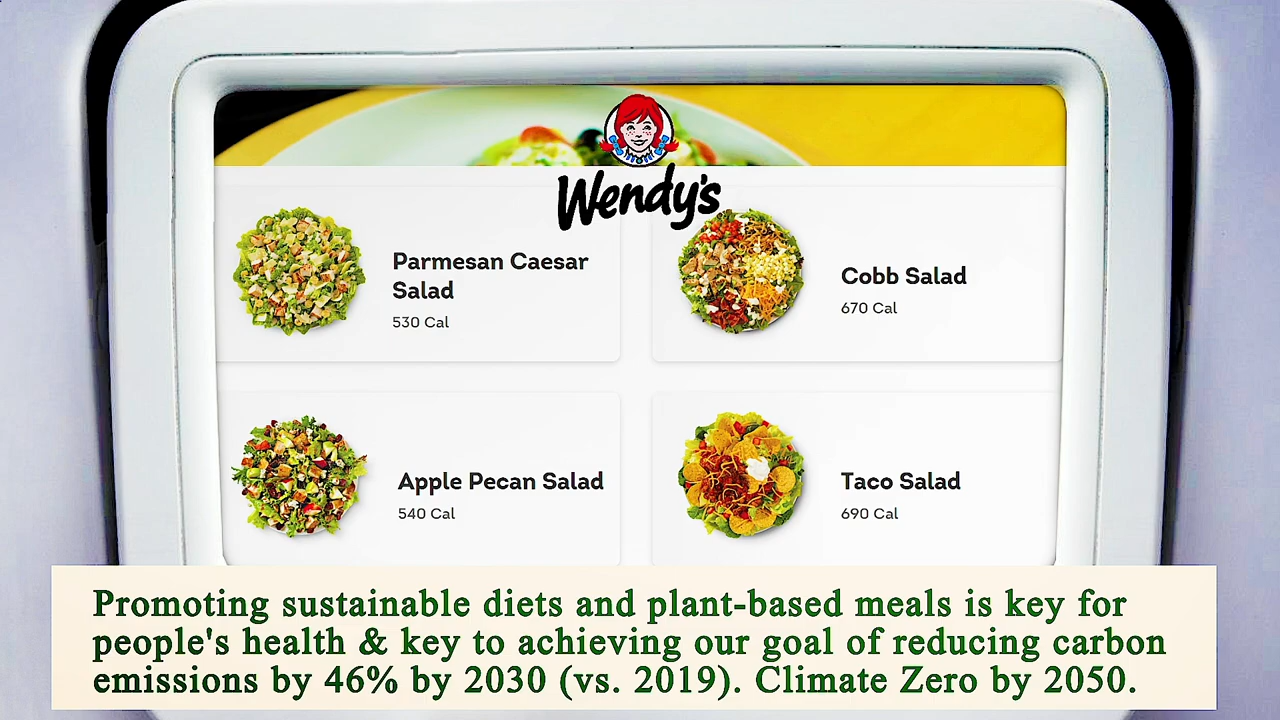 Wendy's
Parmesan Caesar
Salad
530 Cal
Cobb Salad
670 Cal
Apple Pecan Salad
540 Cal
Taco Salad
690 Cal
Promoting sustainable diets and plant-based meals is key for
people's health & key to achieving our goal of reducing carbon
emissions by 46% by 2030 (vs. 2019). Climate Zero by 2050.